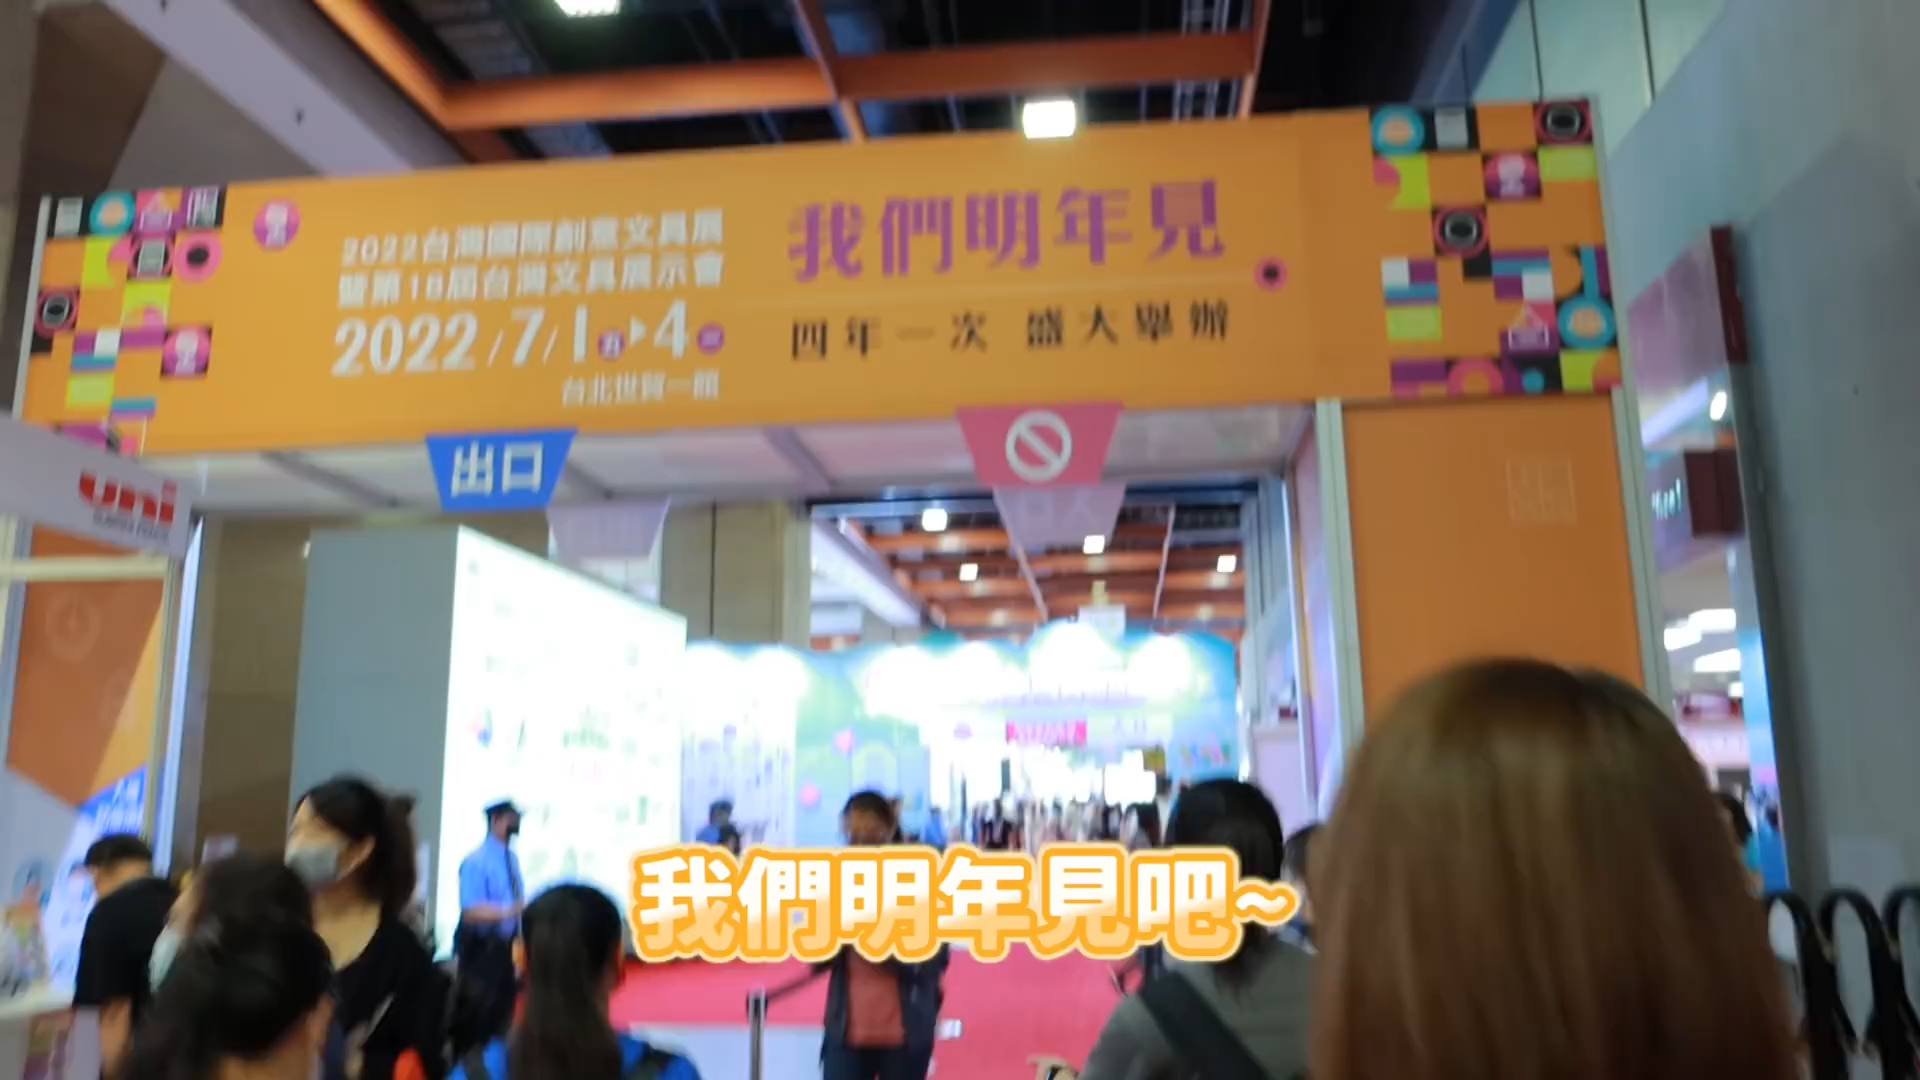 2022台灣國際創意文具展
暨第18屆台灣文具展示會
2022/7/1 五 ▸ 4
台北世貿一館
我們明年見
四年一次 盛大舉辦
出口
uni
我們明年見吧~